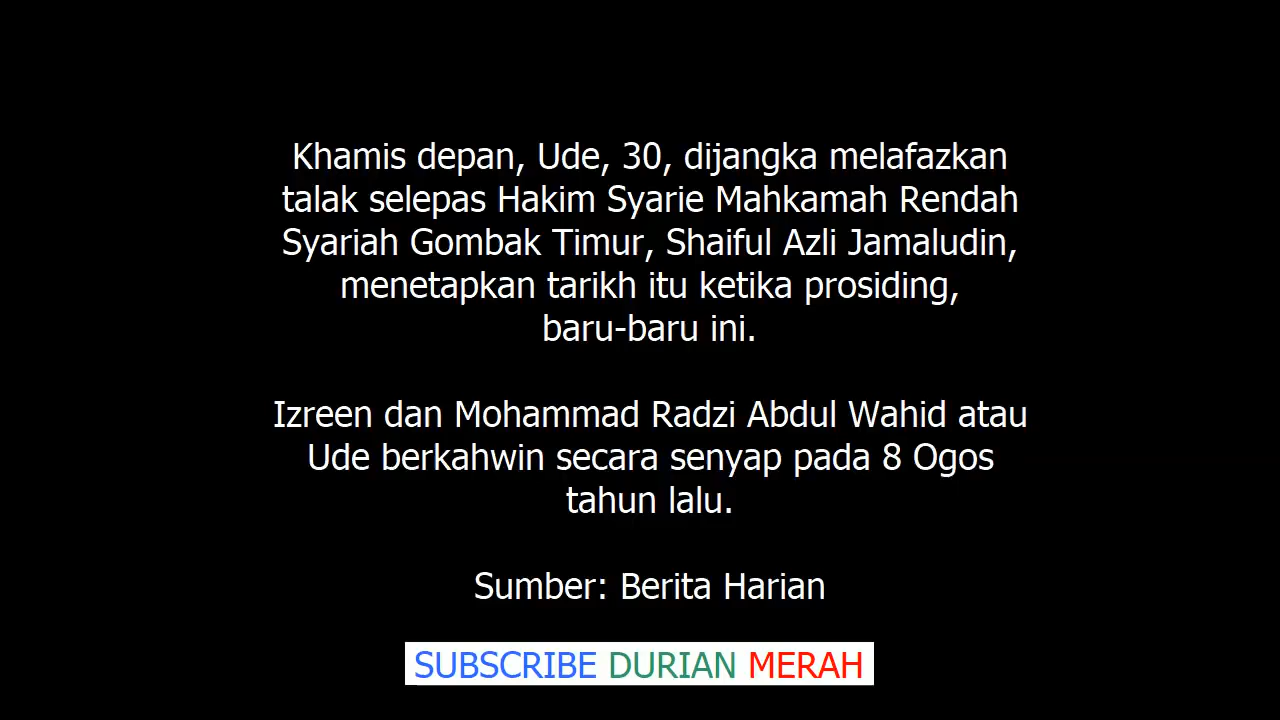 Khamis depan, Ude, 30, dijangka melafazkan
talak selepas Hakim Syarie Mahkamah Rendah
Syariah Gombak Timur, Shaiful Azli Jamaludin,
menetapkan tarikh itu ketika prosiding,
baru-baru ini.
Izreen dan Mohammad Radzi Abdul Wahid atau
Ude berkahwin secara senyap pada 8 Ogos
tahun lalu.
Sumber: Berita Harian
SUBSCRIBE DURIAN MERAH